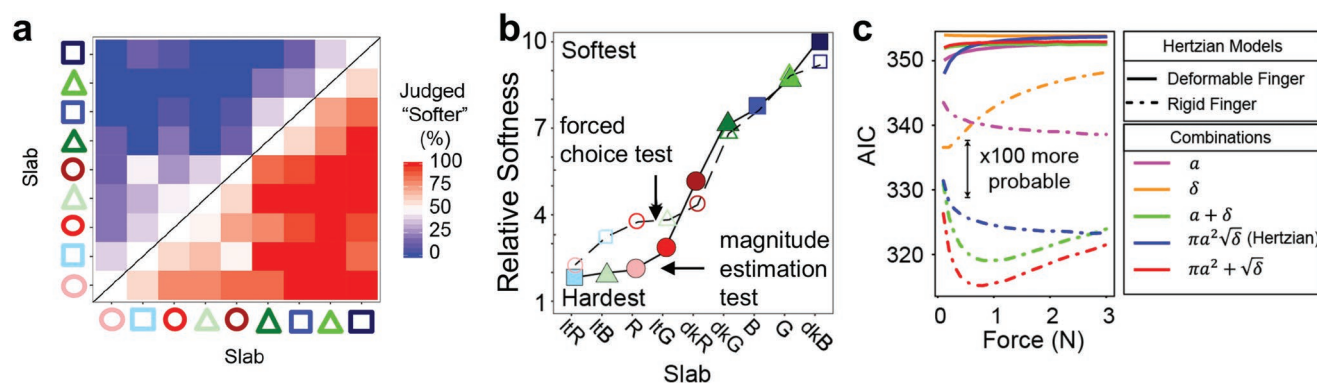 a
Slab
Slab
Judged
"Softer"
(%)
100
75
50
25
0
b
Relative Softness
10
7
4
1
Softest
forced
choice test
magnitude
estimation
test
Hardest
ltR
ltB
R
ltG
dkR
dkG
B
G
dkB
Slab
c
AIC
350
340
330
320
x100 more
probable
0
1
2
3
Force (N)
Hertzian Models
Deformable Finger
Rigid Finger
Combinations
a
δ
a + δ
πa²√δ (Hertzian)
πa² + √δ